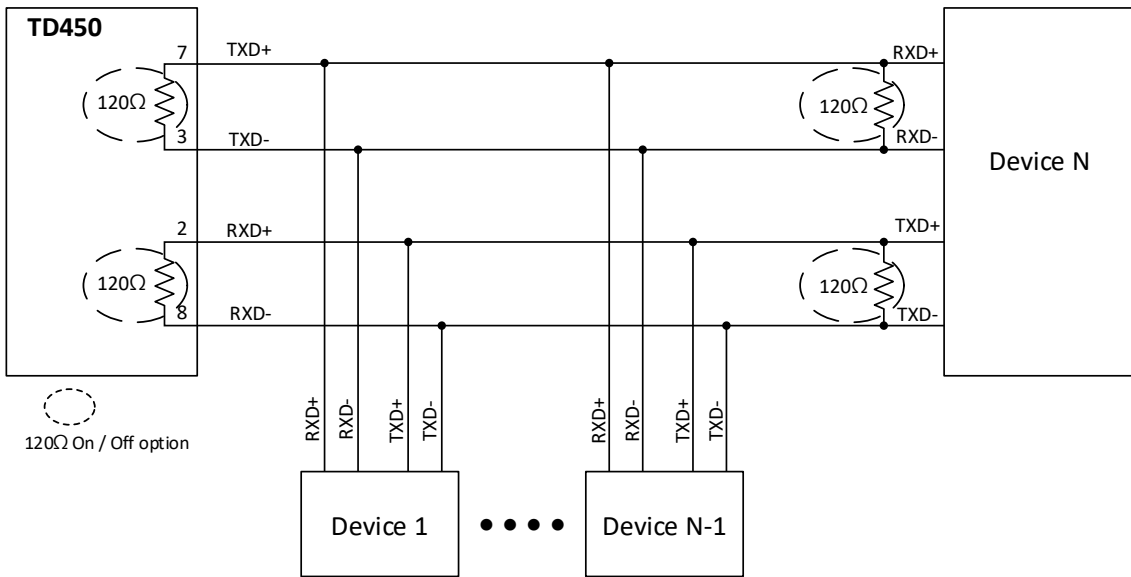 TD450
7
TXD+
RXD+
120Ω
120Ω
3
TXD-
RXD-
Device N
2
RXD+
TXD+
120Ω
120Ω
8
RXD-
TXD-
120Ω On / Off option
RXD+
RXD-
TXD+
TXD-
RXD+
RXD-
TXD+
TXD-
Device 1
Device N-1